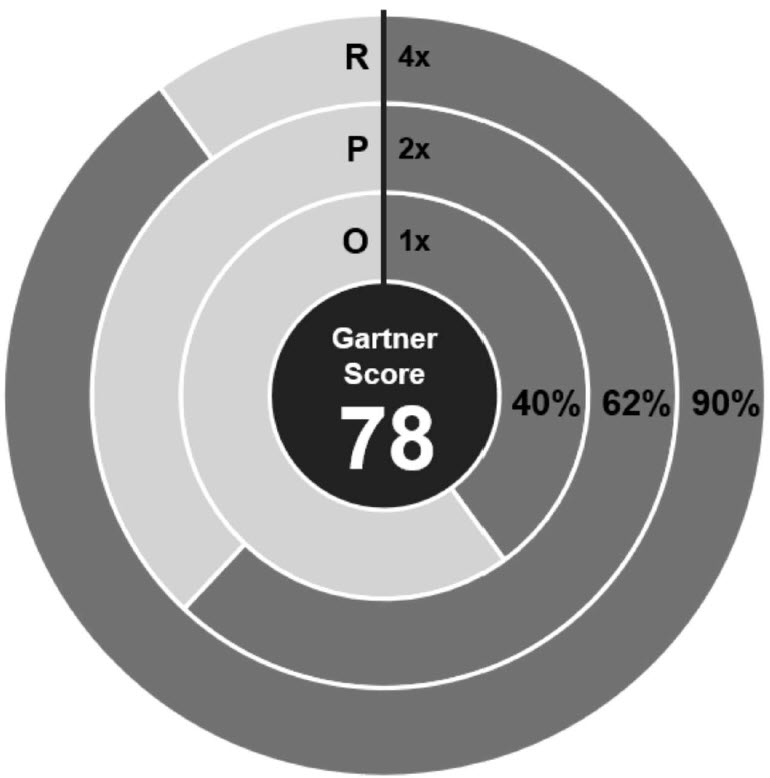 R 4x
P 2x
O 1x
Gartner
Score
78
40% 62% 90%